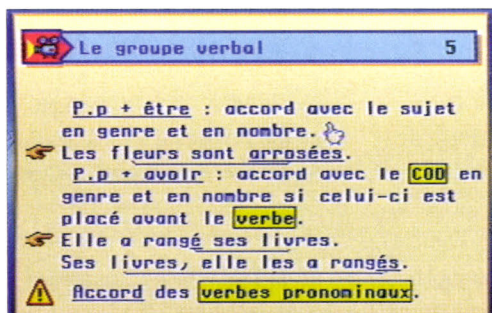 Le groupe verbal 5
P.p + être : accord avec le sujet
en genre et en nombre.
Les fleurs sont arrosées.
P.p + avoir : accord avec le COD en
genre et en nombre si celui-ci est
placé avant le verbe.
Elle a rangé ses livres.
Ses livres, elle les a rangés.
Accord des verbes pronominaux.